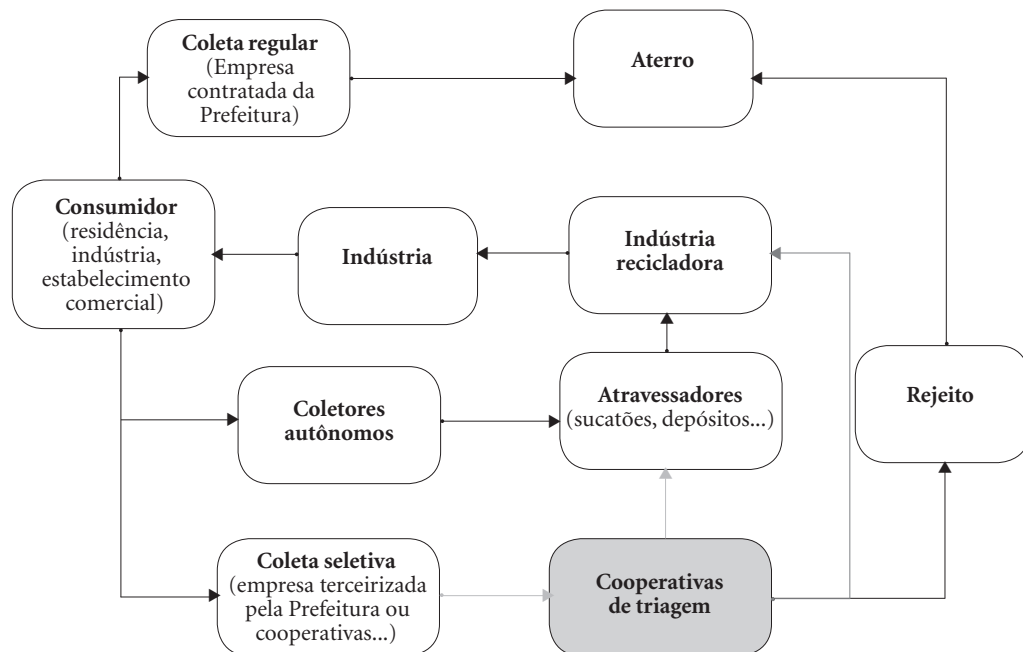 Coleta regular
(Empresa
contratada da
Prefeitura)
Aterro
Consumidor
(residência,
indústria,
estabelecimento
comercial)
Indústria
Indústria
recicladora
Coletores
autônomos
Atravessadores
(sucatões, depósitos...)
Rejeito
Coleta seletiva
(empresa terceirizada
pela Prefeitura ou
cooperativas...)
Cooperativas
de triagem